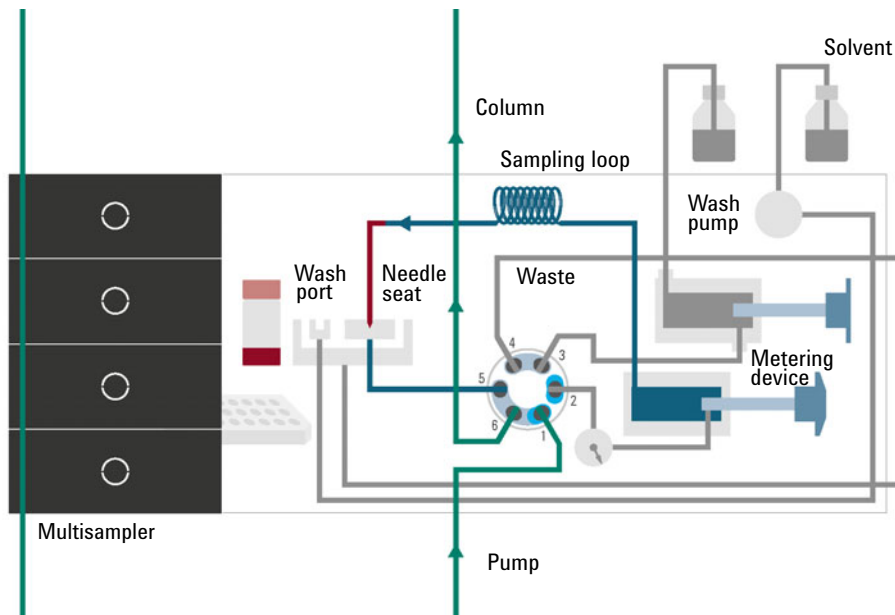 Solvent
Column
Sampling loop
Wash
pump
Wash
port
Needle
seat
Waste
4
3
Metering
device
5
2
6
1
Multisampler
Pump